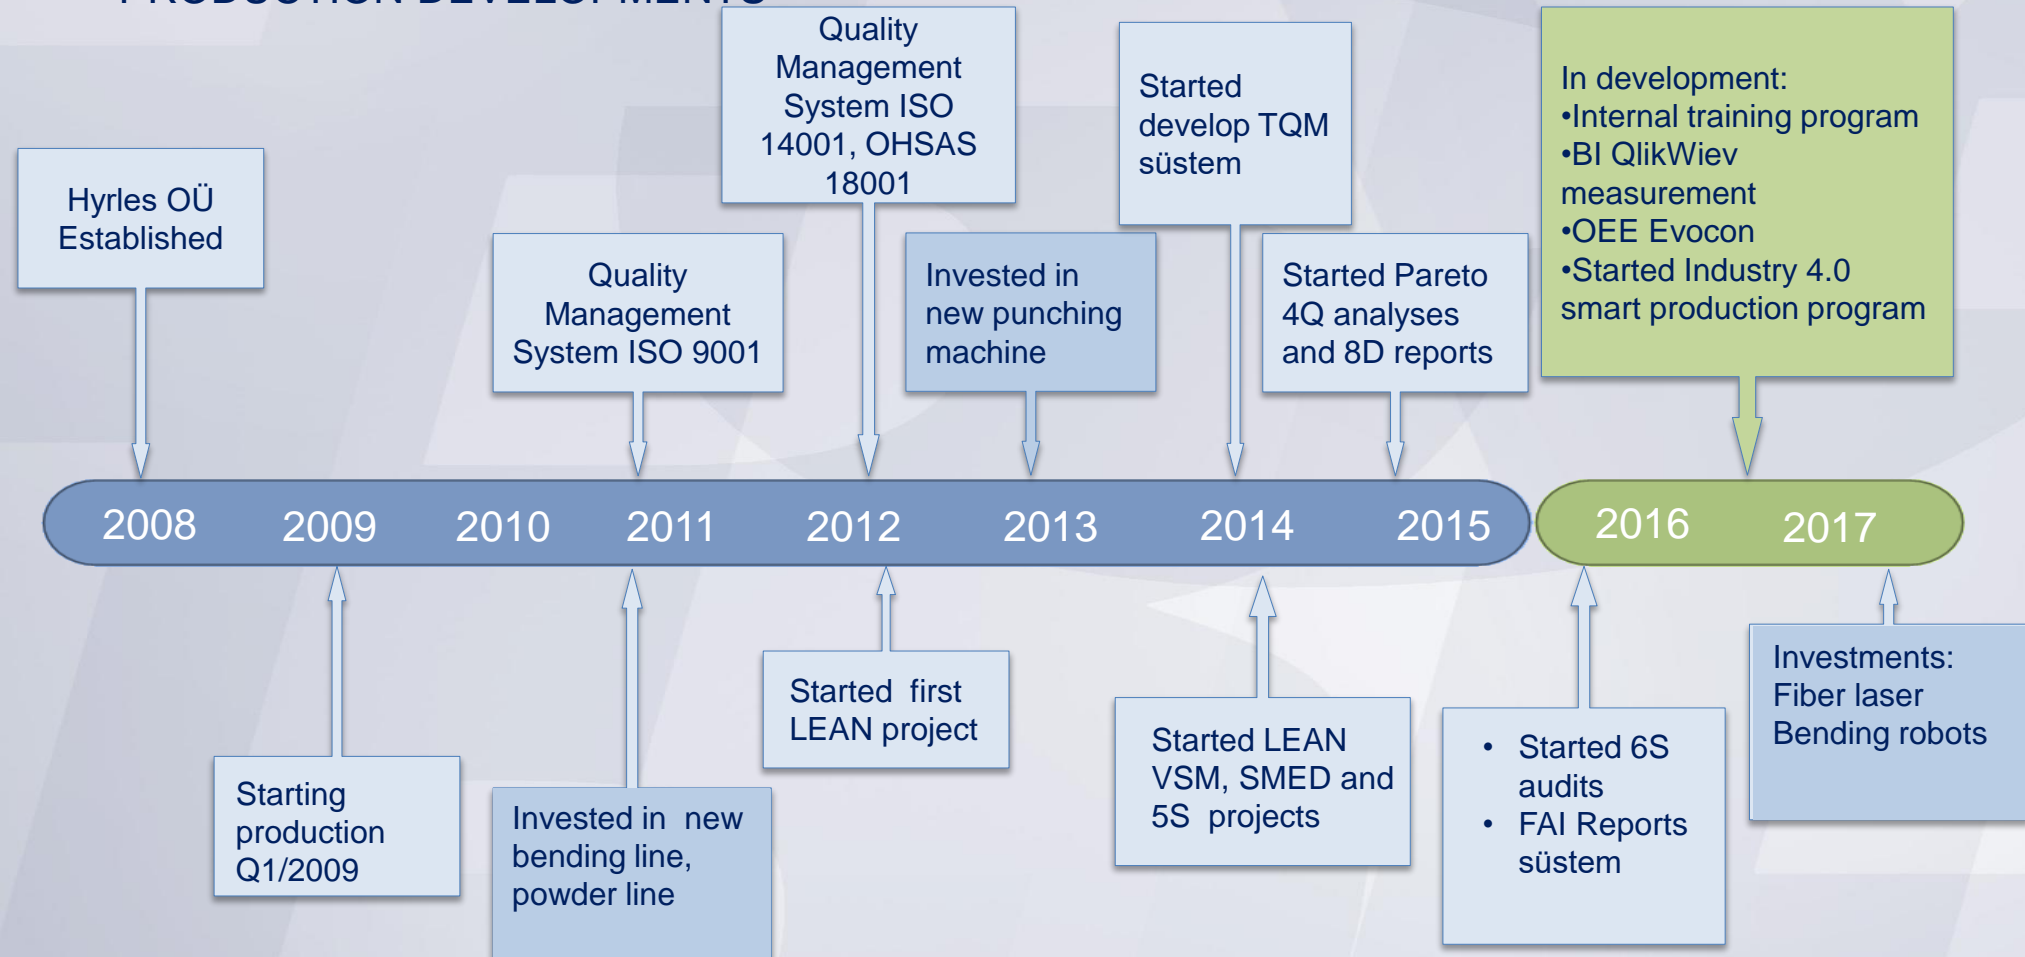 PRODUCTION DEVELOPMENTS
Hyrles OÜ
Established
Quality
Management
System ISO 9001
Quality
Management
System ISO
14001, OHSAS
18001
Invested in
new punching
machine
Started
develop TQM
süstem
Started Pareto
4Q analyses
and 8D reports
In development:
•Internal training program
•BI QlikWiev
measurement
•OEE Evocon
•Started Industry 4.0
smart production program
2008 2009 2010 2011 2012 2013 2014 2015 2016 2017
Starting
production
Q1/2009
Invested in new
bending line,
powder line
Started first
LEAN project
Started LEAN
VSM, SMED and
5S projects
• Started 6S
audits
• FAI Reports
süstem
Investments:
Fiber laser
Bending robots